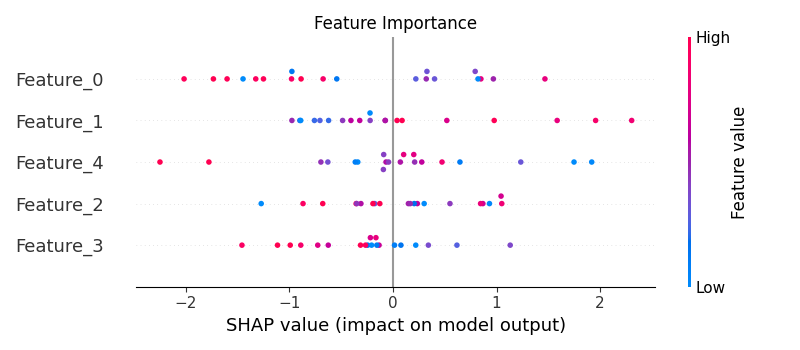 Feature Importance
High
Feature_0
Feature_1
Feature_4
Feature_2
Feature_3
Feature value
Low
−2 −1 0 1 2
SHAP value (impact on model output)